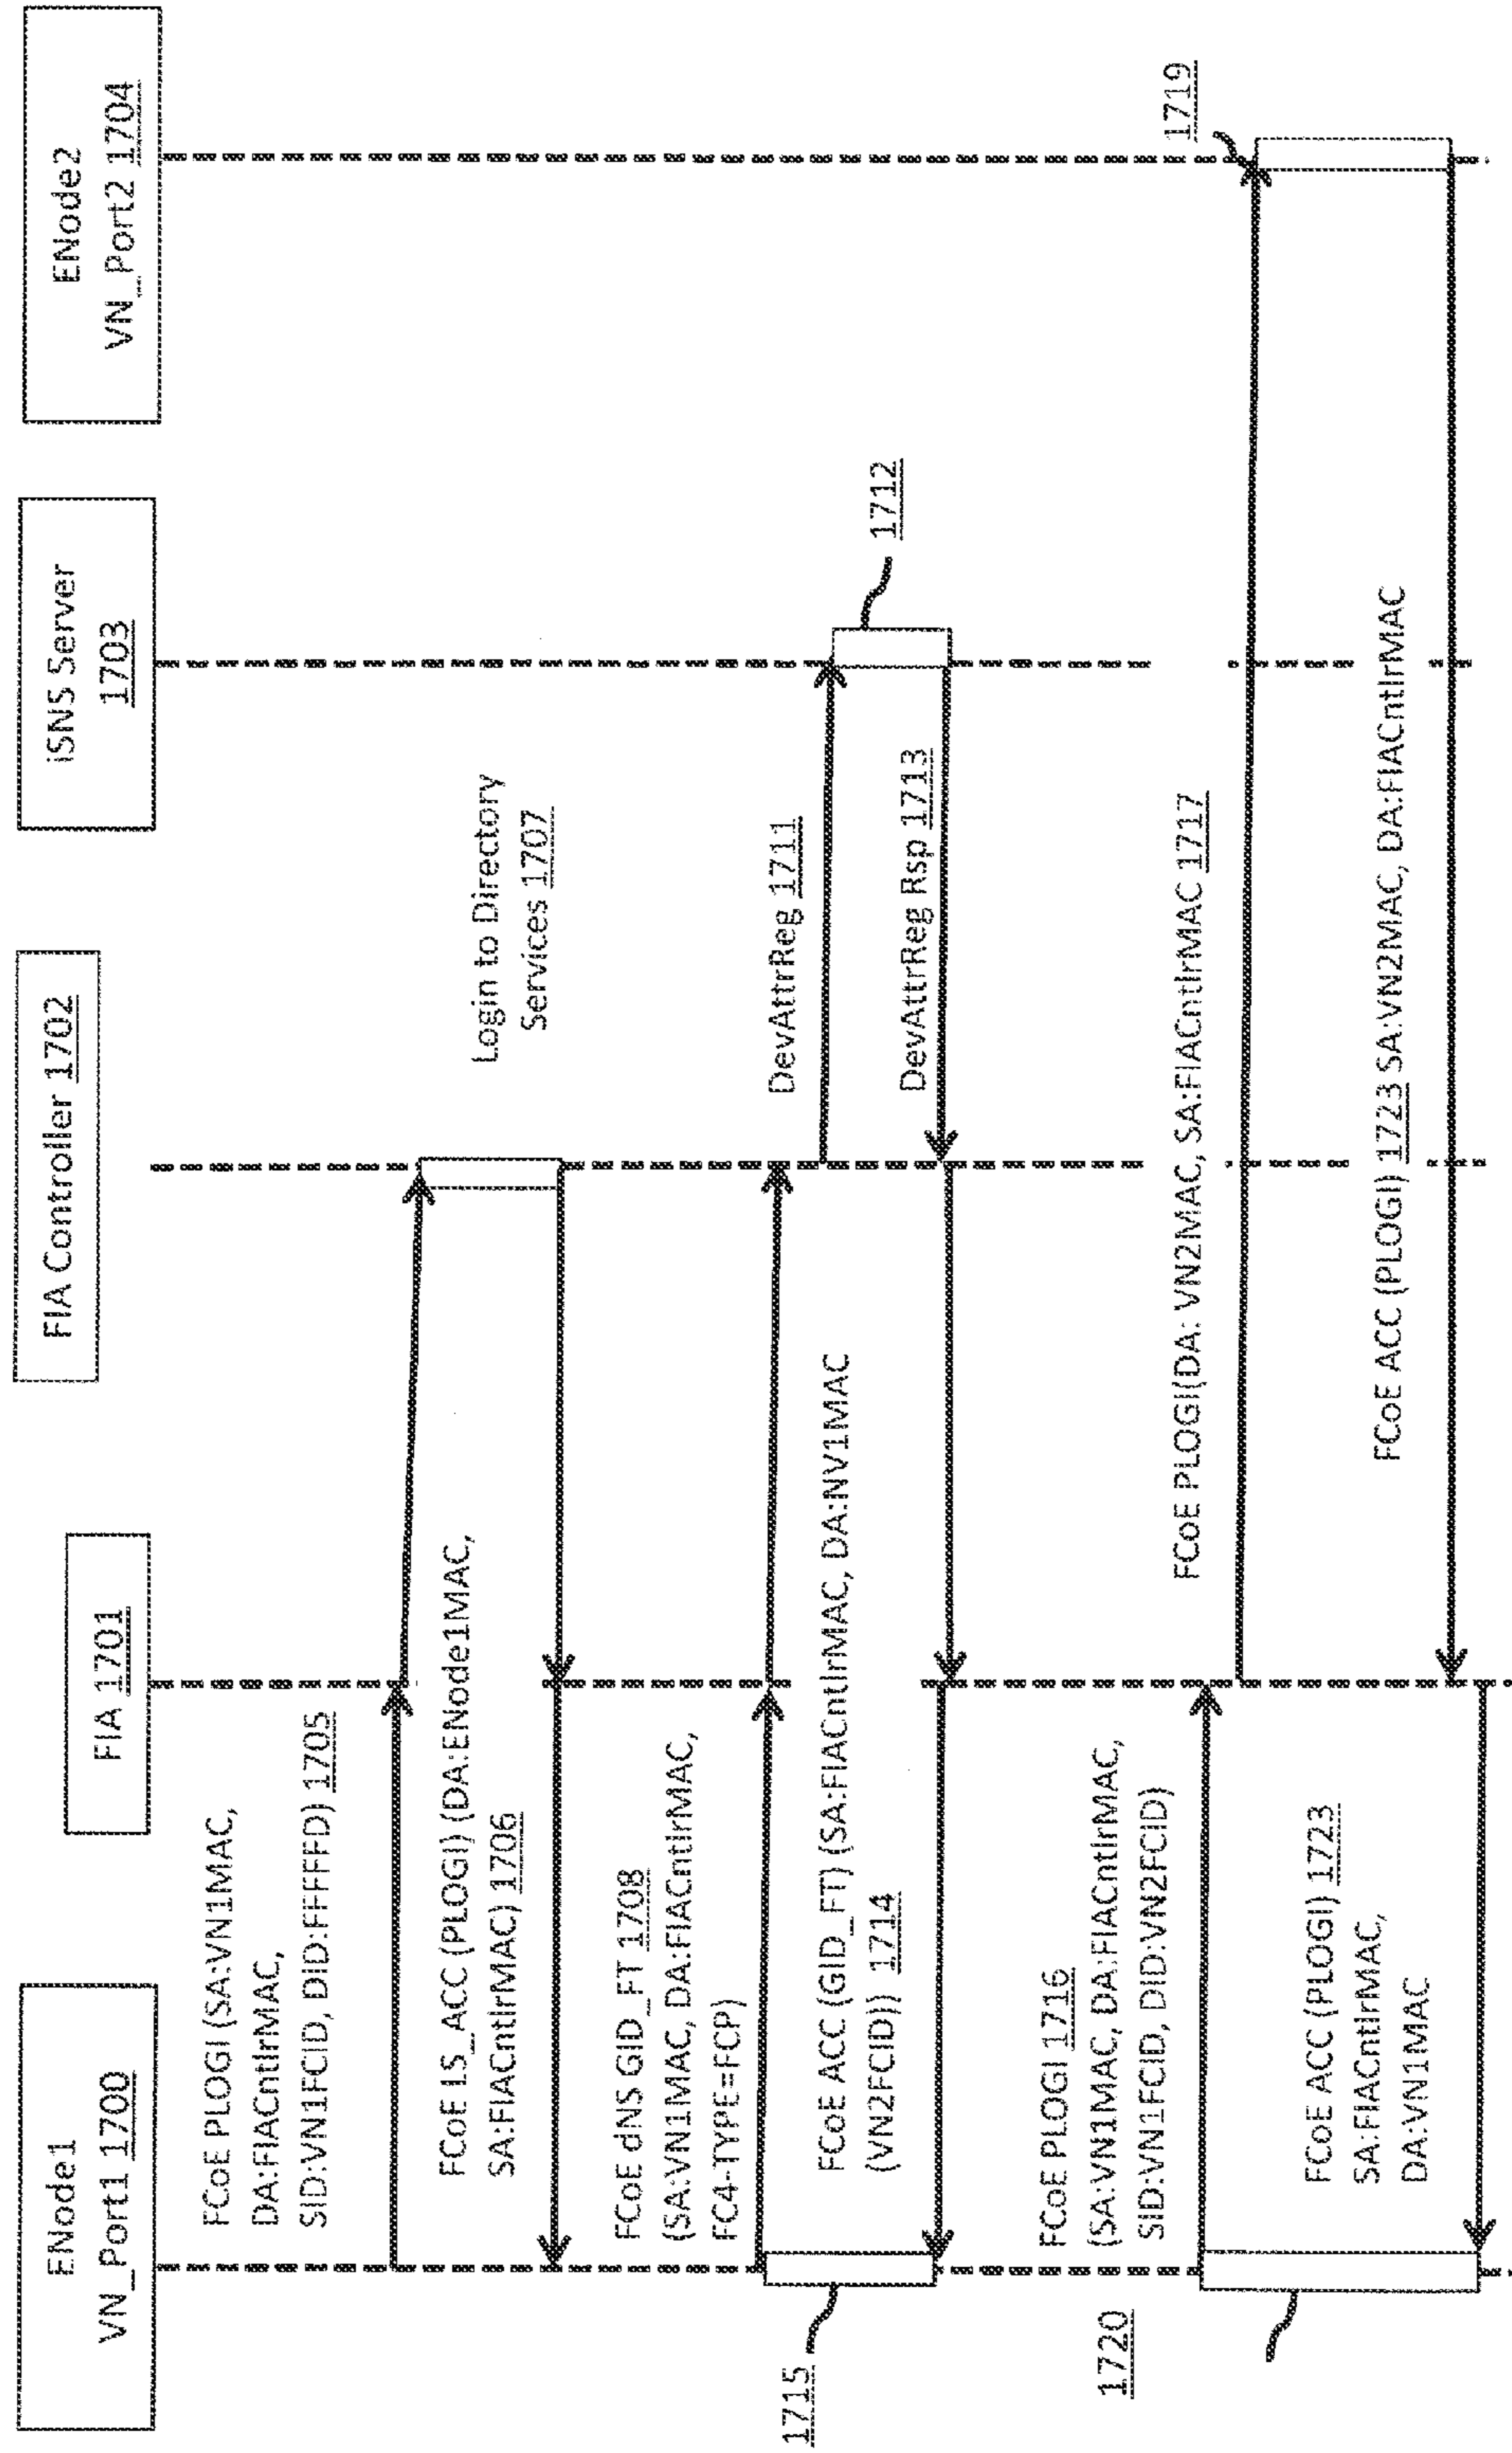 ENode1
VN_Port1 1700
FIA 1701
FIA Controller 1702
iSNS Server
1703
ENode2
VN_Port2 1704
FCoE PLOGI (SA:VN1MAC,
DA:FIACntlrMAC,
SID:VN1FCID, DID:FFFFFD) 1705
FCoE LS_ACC (PLOGI) (DA:ENode1MAC,
SA:FIACntlrMAC) 1706
Login to Directory
Services 1707
FCoE dNS GID_FT 1708
(SA:VN1MAC, DA:FIACntlrMAC,
FC4-TYPE=FCP)
DevAttrReg 1711
1712
DevAttrReg Rsp 1713
FCoE ACC (GID_FT) (SA:FIACntlrMAC, DA:NV1MAC
(VN2FCID)) 1714
1715
FCoE PLOGI 1716
(SA:VN1MAC, DA:FIACntlrMAC,
SID:VN1FCID, DID:VN2FCID)
FCoE PLOGI(DA: VN2MAC, SA:FIACntlrMAC 1717
1719
1720
FCoE ACC (PLOGI) 1723 SA:VN2MAC, DA:FIACntlrMAC
FCoE ACC (PLOGI) 1723
SA:FIACntlrMAC,
DA:VN1MAC